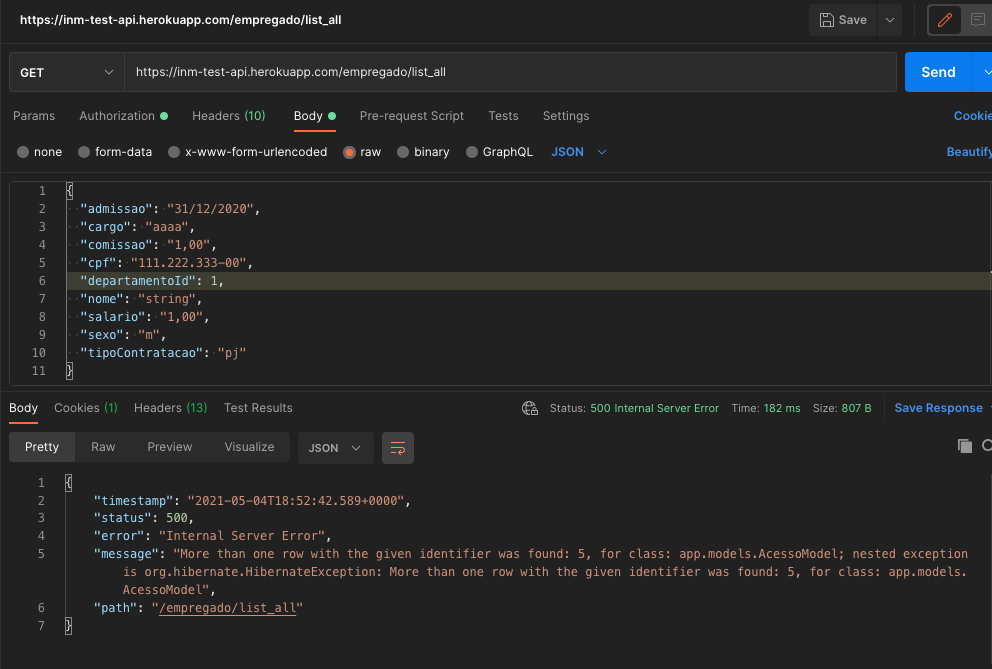 https://inm-test-api.herokuapp.com/empregado/list_all
Save
GET
https://inm-test-api.herokuapp.com/empregado/list_all
Send
Params Authorization Headers (10) Body Pre-request Script Tests Settings Cookie
none form-data x-www-form-urlencoded raw binary GraphQL JSON Beautify
1 {
2 "admissao": "31/12/2020",
3 "cargo": "aaaa",
4 "comissao": "1,00",
5 "cpf": "111.222.333-00",
6 "departamentoId": 1,
7 "nome": "string",
8 "salario": "1,00",
9 "sexo": "m",
10 "tipoContratacao": "pj"
11 }
Body Cookies (1) Headers (13) Test Results Status: 500 Internal Server Error Time: 182 ms Size: 807 B Save Response
Pretty Raw Preview Visualize JSON
1 {
2 "timestamp": "2021-05-04T18:52:42.589+0000",
3 "status": 500,
4 "error": "Internal Server Error",
5 "message": "More than one row with the given identifier was found: 5, for class: app.models.AcessoModel; nested exception
is org.hibernate.HibernateException: More than one row with the given identifier was found: 5, for class: app.models.
AcessoModel",
6 "path": "/empregado/list_all"
7 }